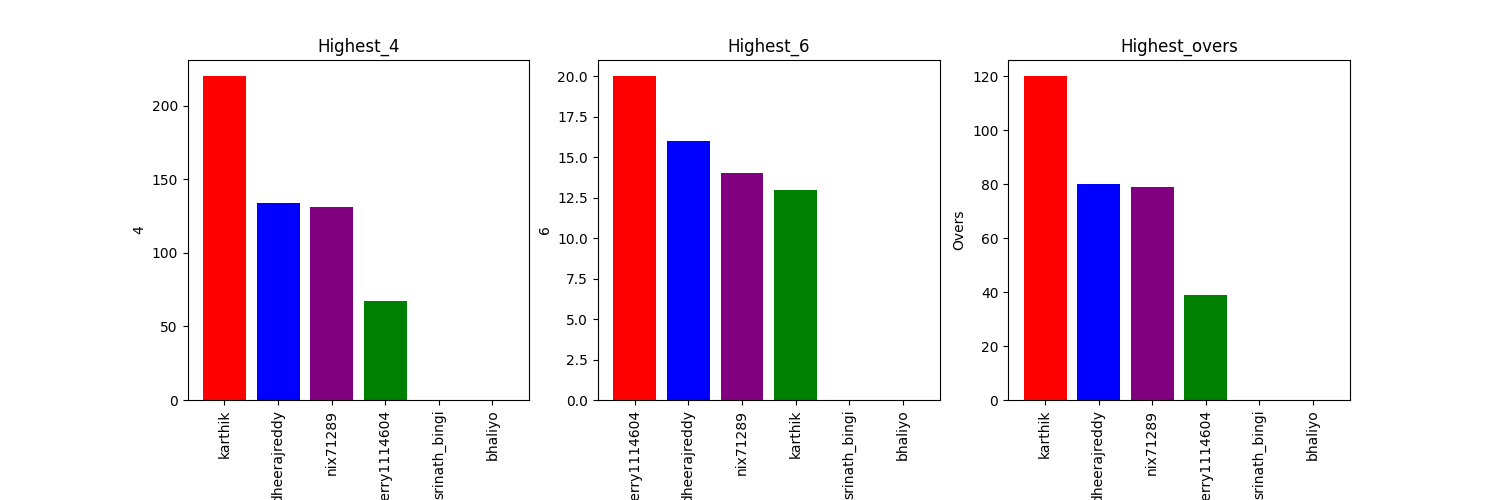 Highest_4
4
200
150
100
50
0
karthik
dheerajreddy
nix71289
erry1114604
srinath_bingi
bhaliyo
Highest_6
6
20.0
17.5
15.0
12.5
10.0
7.5
5.0
2.5
0.0
erry1114604
dheerajreddy
nix71289
karthik
srinath_bingi
bhaliyo
Highest_overs
Overs
120
100
80
60
40
20
0
karthik
dheerajreddy
nix71289
erry1114604
srinath_bingi
bhaliyo